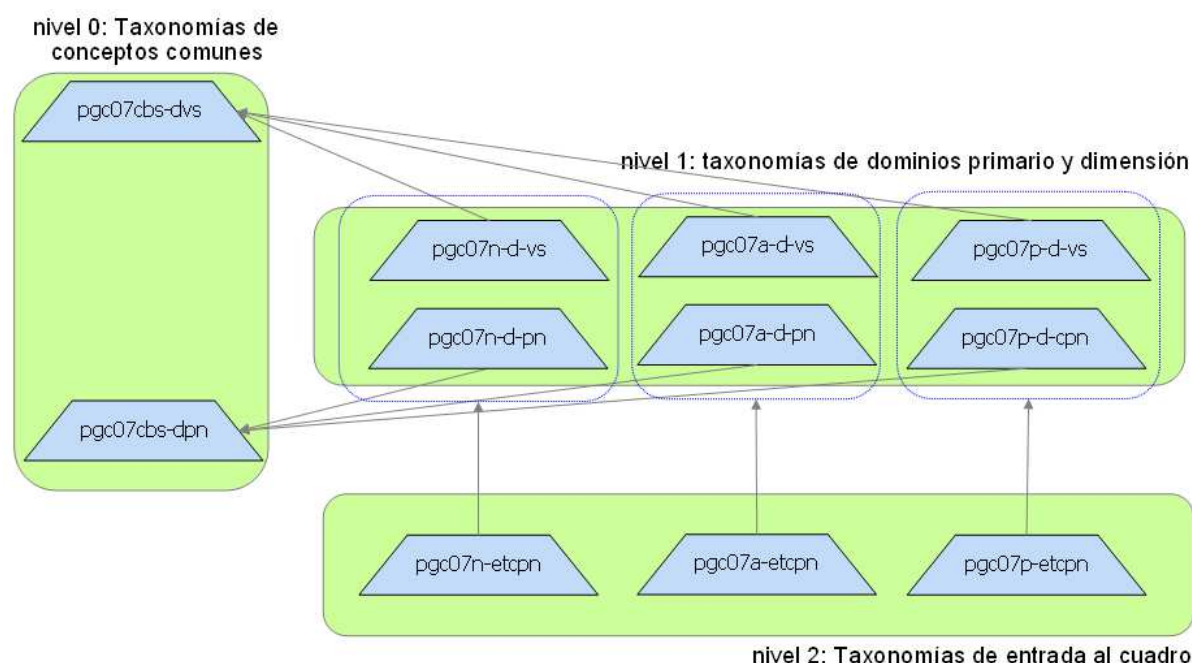 nivel 0: Taxonomías de
conceptos comunes
pgc07cbs-dvs
nivel 1: taxonomías de dominios primario y dimensión
pgc07n-d-vs
pgc07a-d-vs
pgc07p-d-vs
pgc07n-d-pn
pgc07a-d-pn
pgc07p-d-cpn
pgc07cbs-dpn
pgc07n-etcpn
pgc07a-etcpn
pgc07p-etcpn
nivel 2: Taxonomías de entrada al cuadro